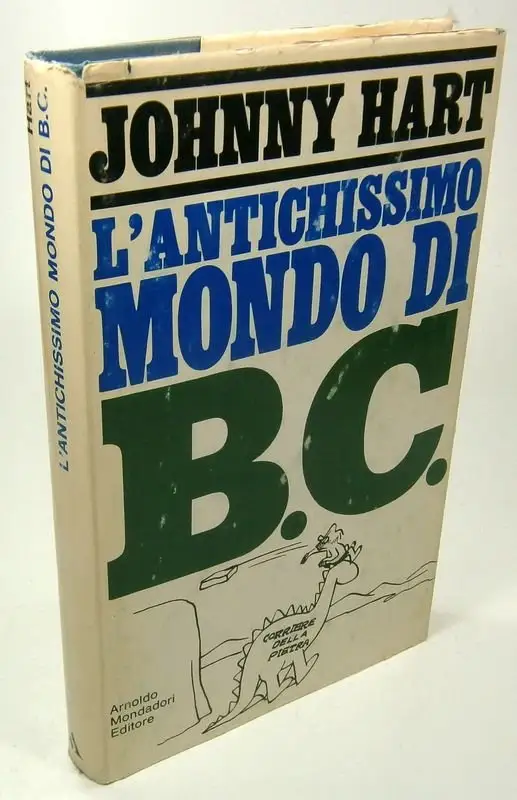 Hart
L'ANTICHISSIMO MONDO DI B.C.
JOHNNY HART
L'ANTICHISSIMO
MONDO DI
B.C.
CORRIERE
DELLA
PIETRA
Arnoldo
Mondadori
Editore